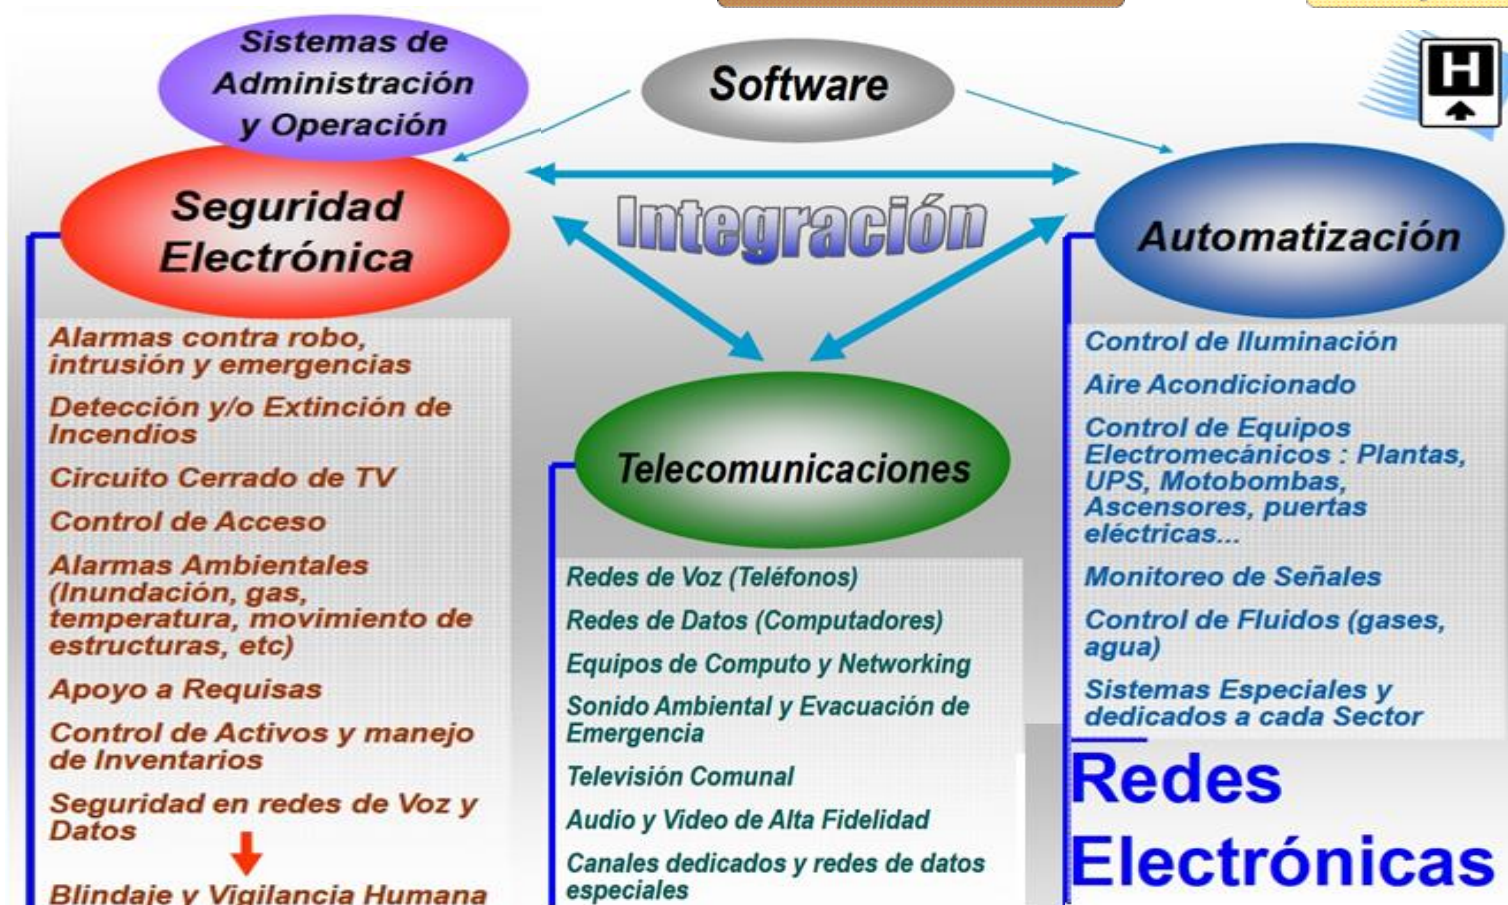 Sistemas de
Administración
y Operación
Software
H
Seguridad
Electrónica
Integración
Automatización
Alarmas contra robo,
intrusión y emergencias
Detección y/o Extinción de
Incendios
Circuito Cerrado de TV
Control de Acceso
Alarmas Ambientales
(Inundación, gas,
temperatura, movimiento de
estructuras, etc)
Apoyo a Requisas
Control de Activos y manejo
de Inventarios
Seguridad en redes de Voz y
Datos
Blindaje y Vigilancia Humana
Telecomunicaciones
Redes de Voz (Teléfonos)
Redes de Datos (Computadores)
Equipos de Computo y Networking
Sonido Ambiental y Evacuación de
Emergencia
Televisión Comunal
Audio y Video de Alta Fidelidad
Canales dedicados y redes de datos
especiales
Control de Iluminación
Aire Acondicionado
Control de Equipos
Electromecánicos : Plantas,
UPS, Motobombas,
Ascensores, puertas
eléctricas...
Monitoreo de Señales
Control de Fluidos (gases,
agua)
Sistemas Especiales y
dedicados a cada Sector
Redes
Electrónicas